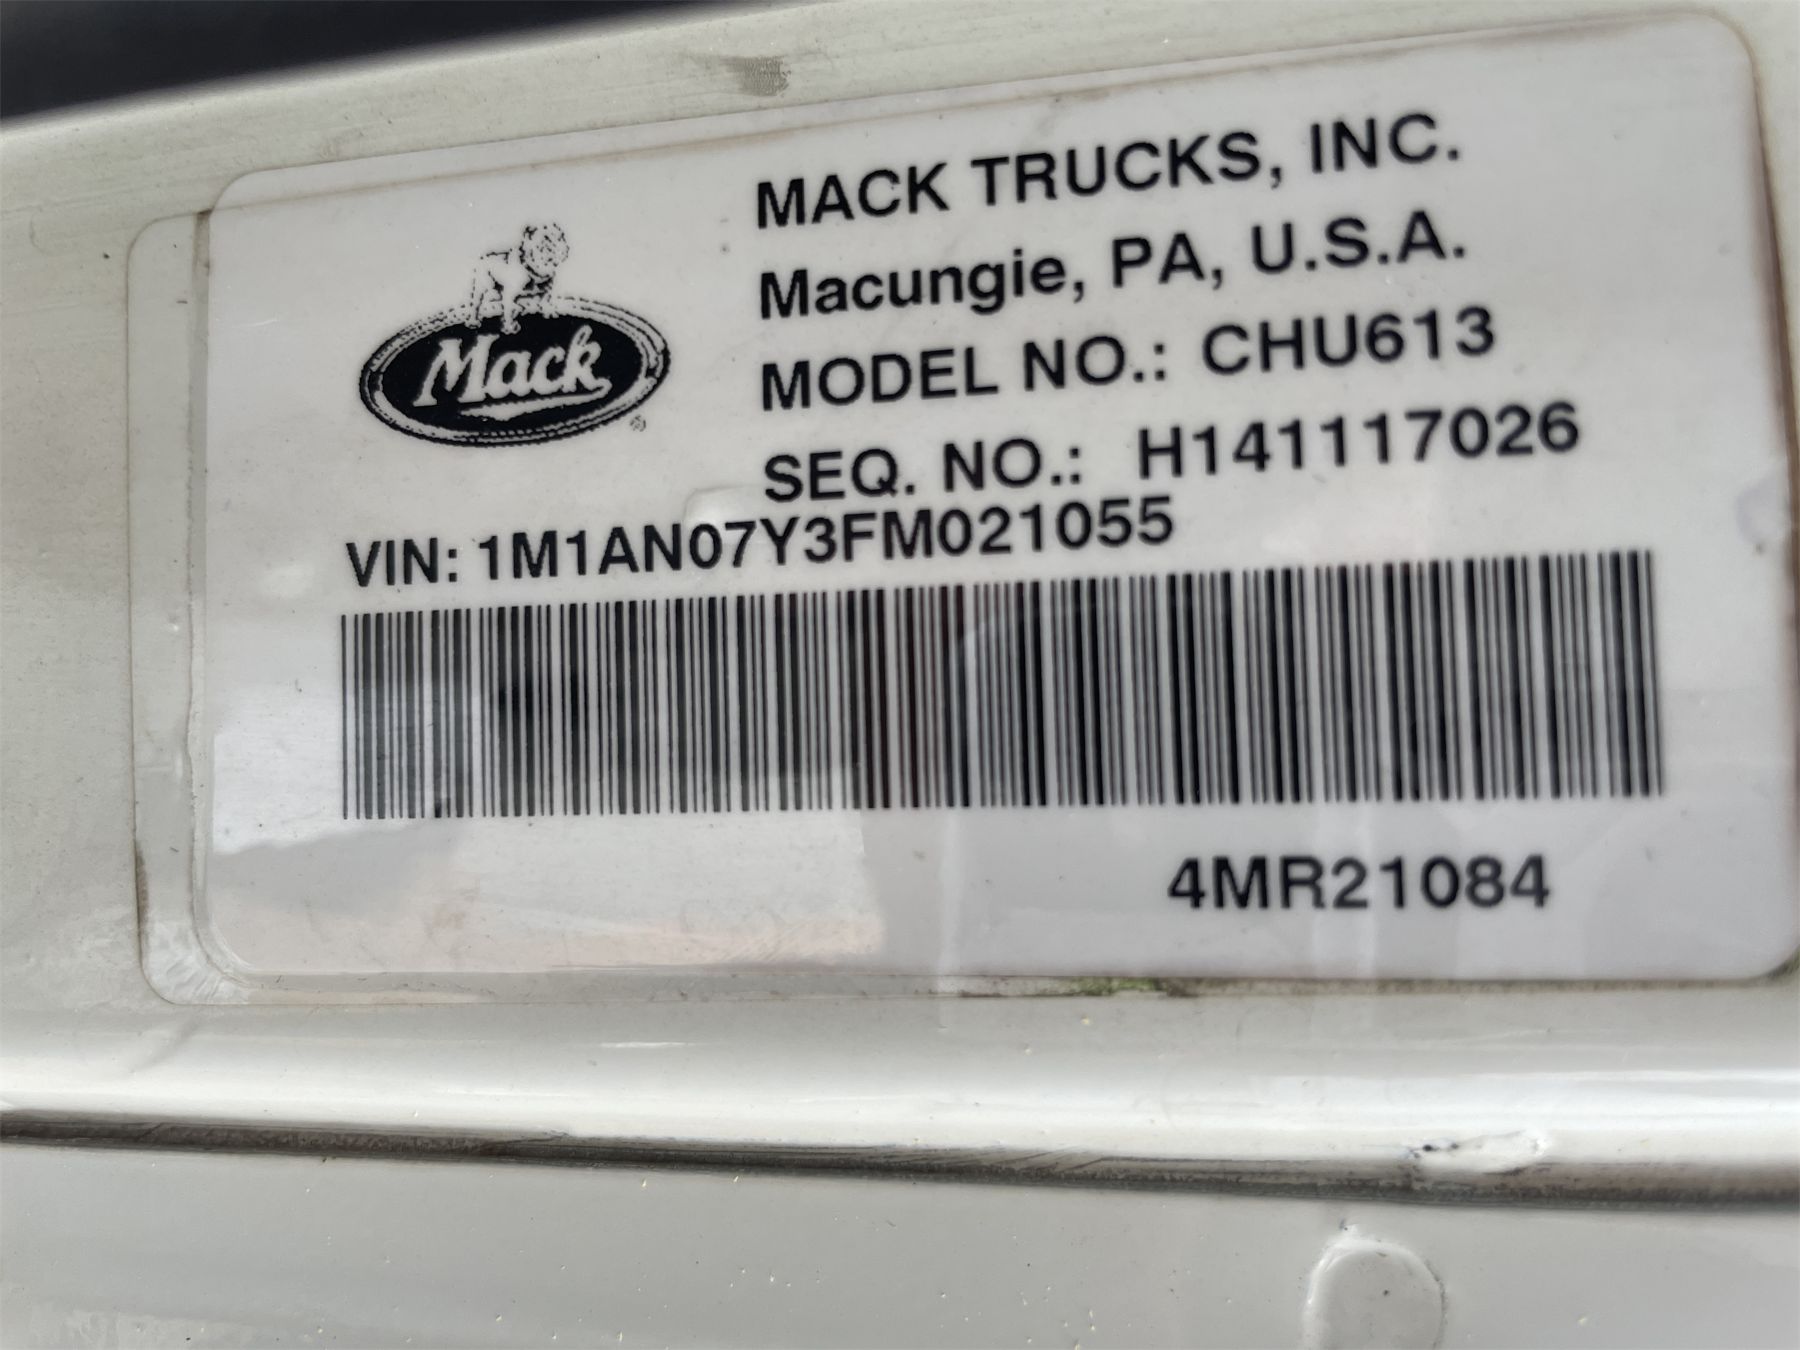 MACK TRUCKS, INC.
Macungie, PA, U.S.A.
Mack
®
MODEL NO.: CHU613
SEQ. NO.: H141117026
VIN: 1M1AN07Y3FM021055
4MR21084